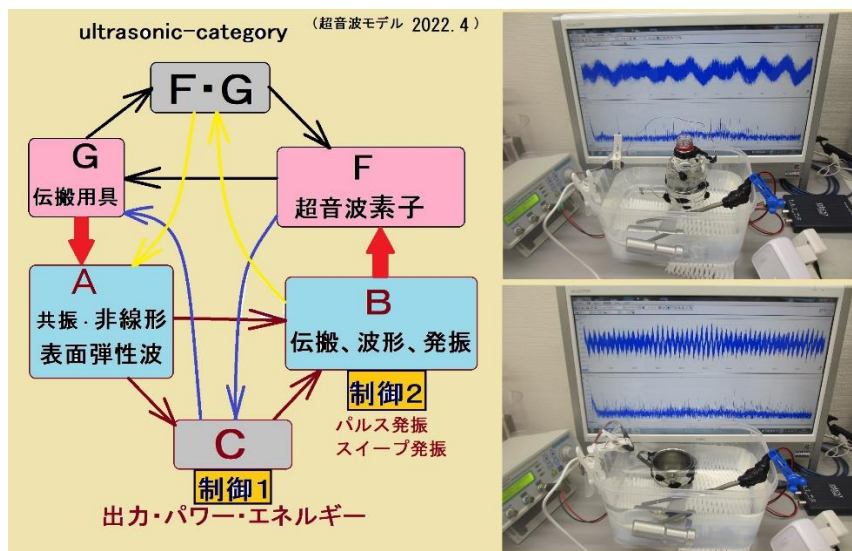 ultrasonic-category
(超音波モデル 2022.4)
F・G
G
伝搬用具
F
超音波素子
A
共振・非線形
表面弾性波
B
伝搬、波形、発振
制御2
パルス発振
スイープ発振
C
制御1
出力・パワー・エネルギー